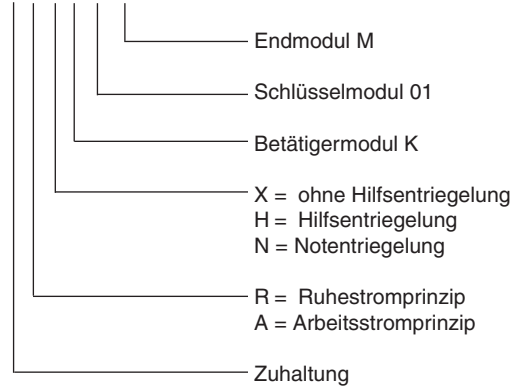 Endmodul M
Schlüsselmodul 01
Betätigermodul K
X = ohne Hilfsentriegelung
H = Hilfsentriegelung
N = Notentriegelung
R = Ruhestromprinzip
A = Arbeitsstromprinzip
Zuhaltung